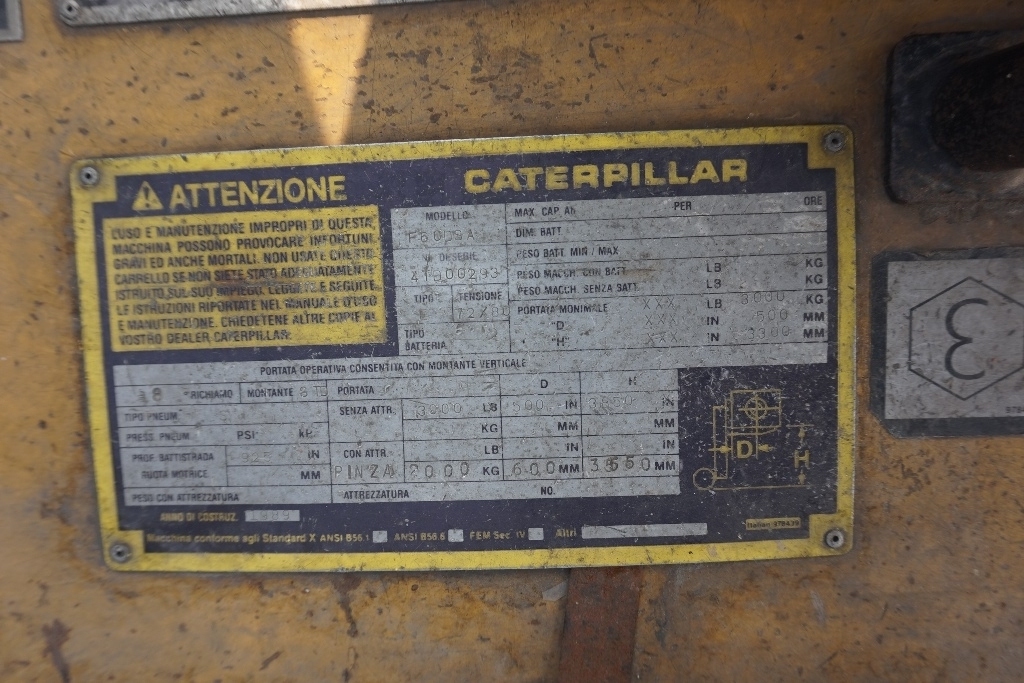 ATTENZIONE
L'USO E MANUTENZIONE IMPROPRI DI QUESTA
MACCHINA POSSONO PROVOCARE INFORTUNI
GRAVI ED ANCHE MORTALI. NON USATE QUESTO
CARRELLO SE NON SIETE STATO ADEGUATAMENTE
ISTRUITO SUL SUO IMPIEGO. LEGGETE E SEGUITE
LE ISTRUZIONI RIPORTATE NEL MANUALE D'USO
E MANUTENZIONE. CHIEDETENE ALTRE COPIE AL
VOSTRO DEALER CATERPILLAR.
CATERPILLAR
MODELLO
N. DI SERIE
TIPO TENSIONE
TIPO
BATTERIA
MAX. CAP. Ah PER ORE
DIM. BATT.
PESO BATT. MIN / MAX KG
PESO MACCH. CON BATT. LB KG
PESO MACCH. SENZA BATT. LB KG
PORTATA NOMINALE XXX LB 3000 KG
"D" XXX IN 500 MM
"H" XXX IN MM
PORTATA OPERATIVA CONSENTITA CON MONTANTE VERTICALE
°RICHIAMO MONTANTE PORTATA D H
TIPO PNEUM. SENZA ATTR. 3000 LB 500 IN IN
PRESS. PNEUM. PSI kP KG MM MM
PROF. BATTISTRADA IN CON ATTR. LB IN IN
RUOTA MOTRICE MM PINZA 2000 KG 600 MM 3550 MM
PESO CON ATTREZZATURA ATTREZZATURA NO.
D
H
ANNO DI COSTRUZ.
Macchina conforme agli Standard X ANSI B56.1 ANSI B56.6 FEM Sec. IV Altri